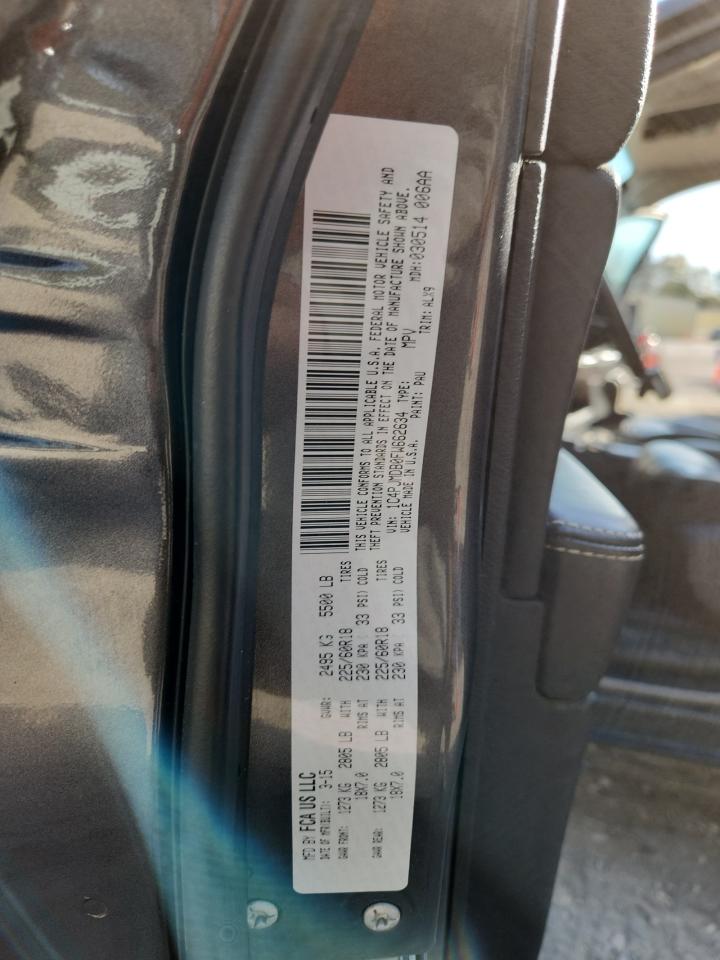 MFD BY FCA US LLC
DATE OF MFR(BUILT): 3-15 GVWR: 2495 KG 5500 LB
GAWR FRONT: 1273 KG 2805 LB WITH 225/60R18 TIRES
18X7.0 RIMS AT 230 KPA ( 33 PSI) COLD
GAWR REAR: 1273 KG 2805 LB WITH 225/60R18 TIRES
18X7.0 RIMS AT 230 KPA ( 33 PSI) COLD
THIS VEHICLE CONFORMS TO ALL APPLICABLE U.S.A. FEDERAL MOTOR VEHICLE SAFETY AND
THEFT PREVENTION STANDARDS IN EFFECT ON THE DATE OF MANUFACTURE SHOWN ABOVE.
VIN: 1C4PJMDB0FW662634 TYPE: MPV MDH:030514 006AA
VEHICLE MADE IN U.S.A. PAINT: PAU TRIM: ALX9